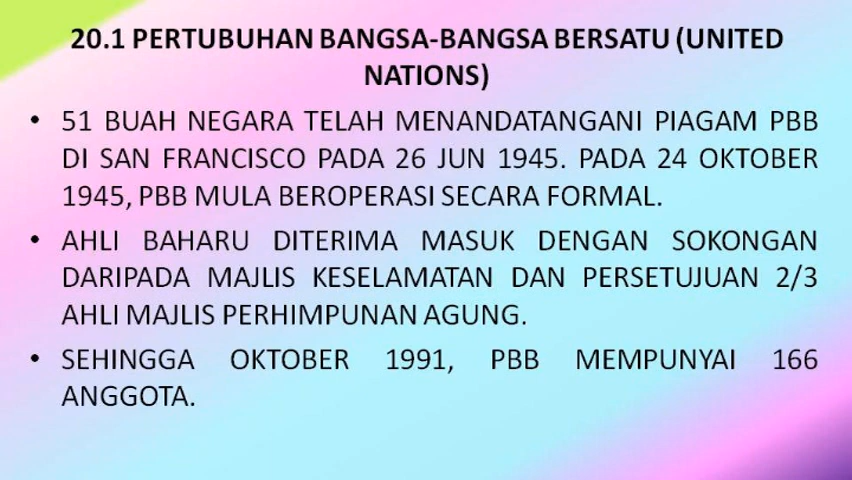 20.1 PERTUBUHAN BANGSA-BANGSA BERSATU (UNITED
NATIONS)
• 51 BUAH NEGARA TELAH MENANDATANGANI PIAGAM PBB
DI SAN FRANCISCO PADA 26 JUN 1945. PADA 24 OKTOBER
1945, PBB MULA BEROPERASI SECARA FORMAL.
• AHLI BAHARU DITERIMA MASUK DENGAN SOKONGAN
DARIPADA MAJLIS KESELAMATAN DAN PERSETUJUAN 2/3
AHLI MAJLIS PERHIMPUNAN AGUNG.
• SEHINGGA OKTOBER 1991, PBB MEMPUNYAI 166
ANGGOTA.